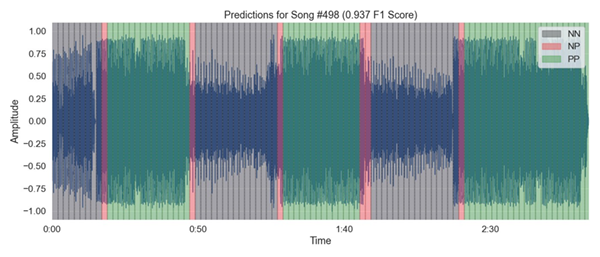 Predictions for Song #498 (0.937 F1 Score)
1.00
0.75
0.50
0.25
0.00
−0.25
−0.50
−0.75
−1.00
Amplitude
NN
NP
PP
0:00
0:50
1:40
2:30
Time